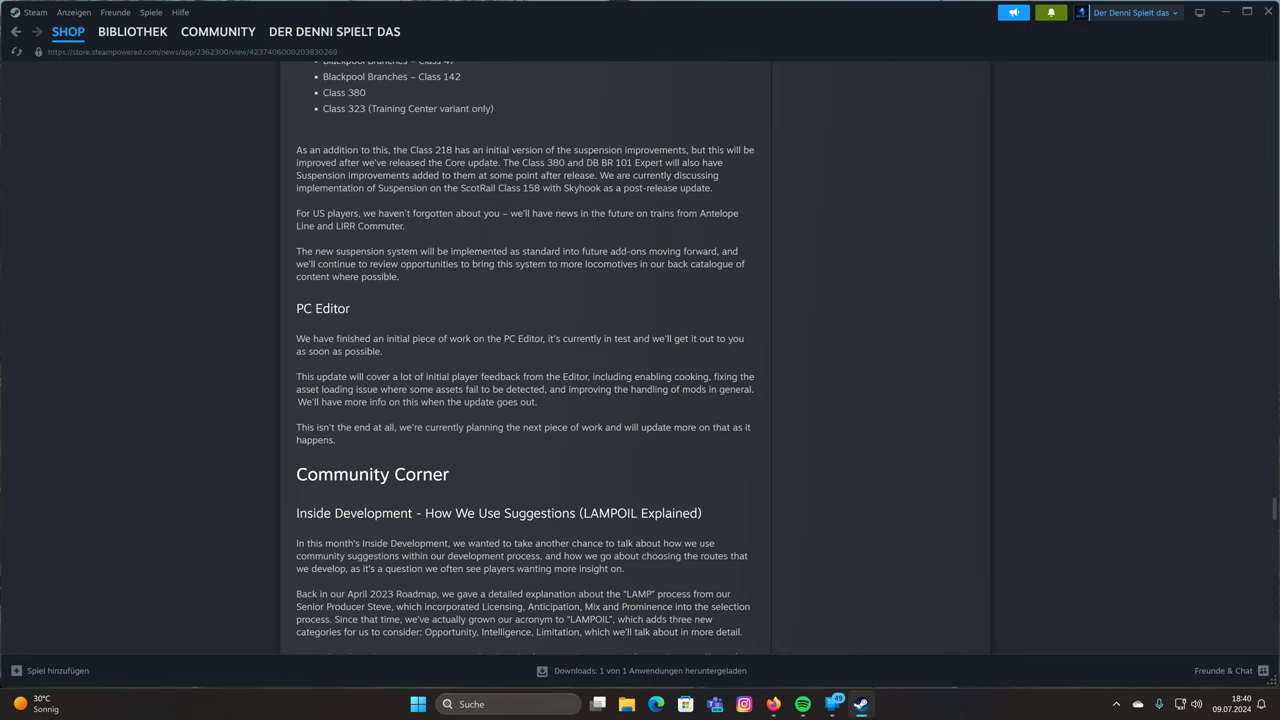 Steam Anzeigen Freunde Spiele Hilfe
Der Denni Spielt das
SHOP BIBLIOTHEK COMMUNITY DER DENNI SPIELT DAS
https://store.steampowered.com/news/app/2362300/view/4237406000203830269
Blackpool Branches – Class 47
Blackpool Branches – Class 142
Class 380
Class 323 (Training Center variant only)
As an addition to this, the Class 218 has an initial version of the suspension improvements, but this will be
improved after we've released the Core update. The Class 380 and DB BR 101 Expert will also have
Suspension improvements added to them at some point after release. We are currently discussing
implementation of Suspension on the ScotRail Class 158 with Skyhook as a post-release update.
For US players, we haven't forgotten about you – we'll have news in the future on trains from Antelope
Line and LIRR Commuter.
The new suspension system will be implemented as standard into future add-ons moving forward, and
we'll continue to review opportunities to bring this system to more locomotives in our back catalogue of
content where possible.
PC Editor
We have finished an initial piece of work on the PC Editor, it's currently in test and we'll get it out to you
as soon as possible.
This update will cover a lot of initial player feedback from the Editor, including enabling cooking, fixing the
asset loading issue where some assets fail to be detected, and improving the handling of mods in general.
We'll have more info on this when the update goes out.
This isn't the end at all, we're currently planning the next piece of work and will update more on that as it
happens.
Community Corner
Inside Development - How We Use Suggestions (LAMPOIL Explained)
In this month's Inside Development, we wanted to take another chance to talk about how we use
community suggestions within our development process, and how we go about choosing the routes that
we develop, as it's a question we often see players wanting more insight on.
Back in our April 2023 Roadmap, we gave a detailed explanation about the “LAMP” process from our
Senior Producer Steve, which incorporated Licensing, Anticipation, Mix and Prominence into the selection
process. Since that time, we've actually grown our acronym to “LAMPOIL”, which adds three new
categories for us to consider: Opportunity, Intelligence, Limitation, which we'll talk about in more detail.
Spiel hinzufügen
Downloads: 1 von 1 Anwendungen heruntergeladen
Freunde & Chat
30°C
Sonnig
Suche
49
18:40
09.07.2024